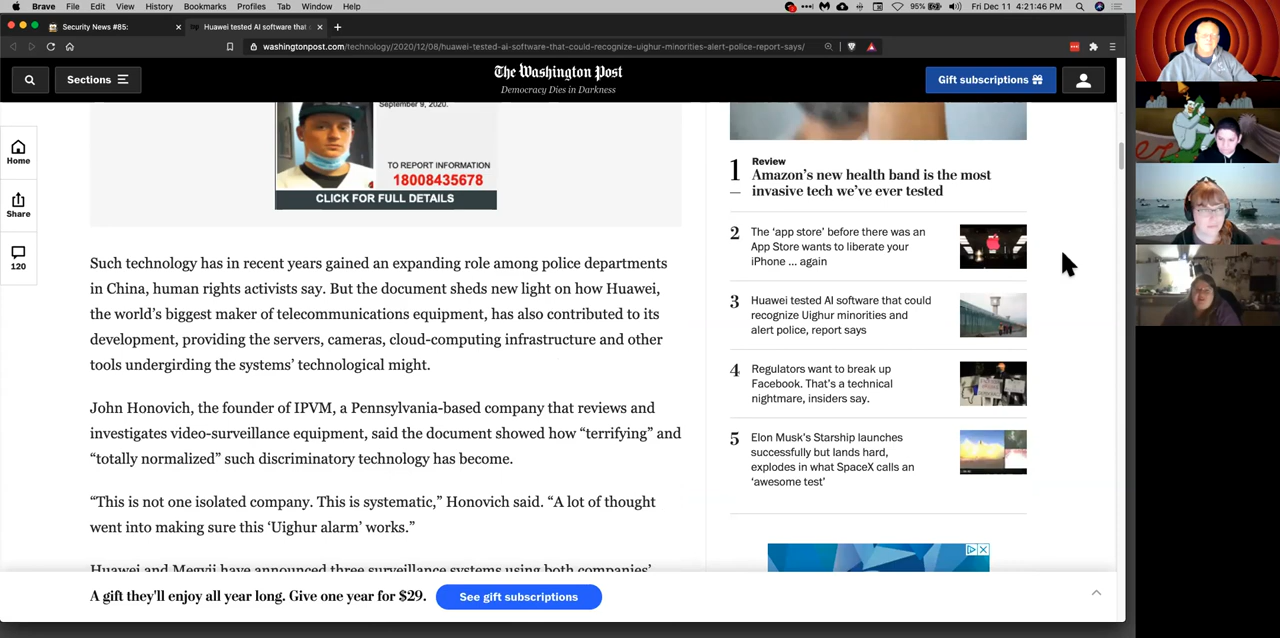 Brave File Edit View History Bookmarks Profiles Tab Window Help
95% Fri Dec 11 4:21:46 PM
Security News #85: × Huawei tested AI software that × +
washingtonpost.com/technology/2020/12/08/huawei-tested-ai-software-that-could-recognize-uighur-minorities-alert-police-report-says/
Sections
The Washington Post
Democracy Dies in Darkness
Gift subscriptions
Home
Share
120
September 9, 2020.
TO REPORT INFORMATION
18008435678
CLICK FOR FULL DETAILS
Such technology has in recent years gained an expanding role among police departments
in China, human rights activists say. But the document sheds new light on how Huawei,
the world’s biggest maker of telecommunications equipment, has also contributed to its
development, providing the servers, cameras, cloud-computing infrastructure and other
tools undergirding the systems’ technological might.
John Honovich, the founder of IPVM, a Pennsylvania-based company that reviews and
investigates video-surveillance equipment, said the document showed how “terrifying” and
“totally normalized” such discriminatory technology has become.
“This is not one isolated company. This is systematic,” Honovich said. “A lot of thought
went into making sure this ‘Uighur alarm’ works.”
Huawei and Megvii have announced three surveillance systems using both companies’
1
Review
Amazon’s new health band is the most
invasive tech we’ve ever tested
2
The ‘app store’ before there was an
App Store wants to liberate your
iPhone ... again
3
Huawei tested AI software that could
recognize Uighur minorities and
alert police, report says
4
Regulators want to break up
Facebook. That’s a technical
nightmare, insiders say.
5
Elon Musk’s Starship launches
successfully but lands hard,
explodes in what SpaceX calls an
‘awesome test’
A gift they'll enjoy all year long. Give one year for $29.
See gift subscriptions